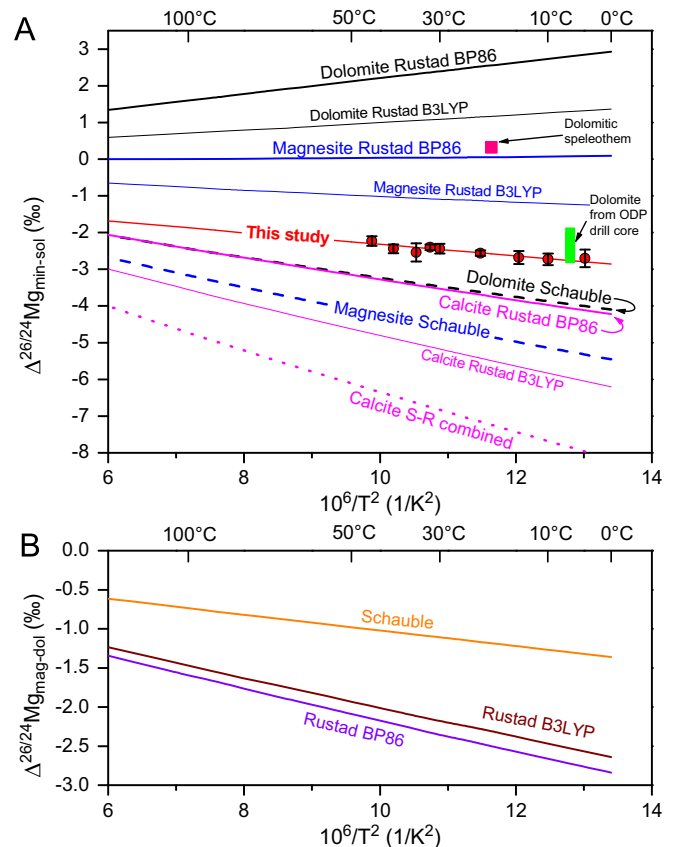 A
100°C 50°C 30°C 10°C 0°C
3
2
1
0
-1
-2
-3
-4
-5
-6
-7
-8
Δ26/24Mgmin-sol (‰)
Dolomite Rustad BP86
Dolomite Rustad B3LYP
Dolomitic
speleothem
Magnesite Rustad BP86
Magnesite Rustad B3LYP
Dolomite
from ODP
drill core
This study
Dolomite Schauble
Calcite Rustad BP86
Magnesite Schauble
Calcite Rustad B3LYP
Calcite S-R combined
6 8 10 12 14
10⁶/T² (1/K²)
B
100°C 50°C 30°C 10°C 0°C
0.0
-0.5
-1.0
-1.5
-2.0
-2.5
-3.0
Δ26/24Mgmag-dol (‰)
Schauble
Rustad B3LYP
Rustad BP86
6 8 10 12 14
10⁶/T² (1/K²)